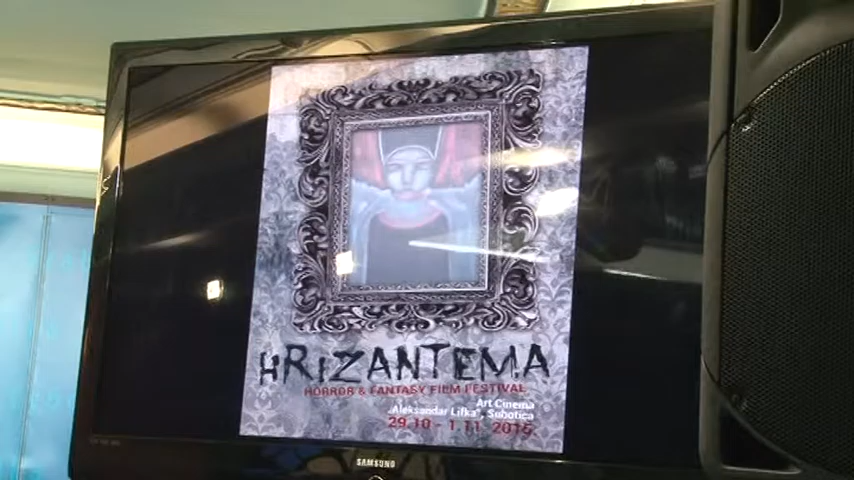 HRIZANTEMA
HORROR & FANTASY FILM FESTIVAL
Art Cinema
„Aleksandar Lifka", Subotica
29.10 - 1.11 2015
SAMSUNG